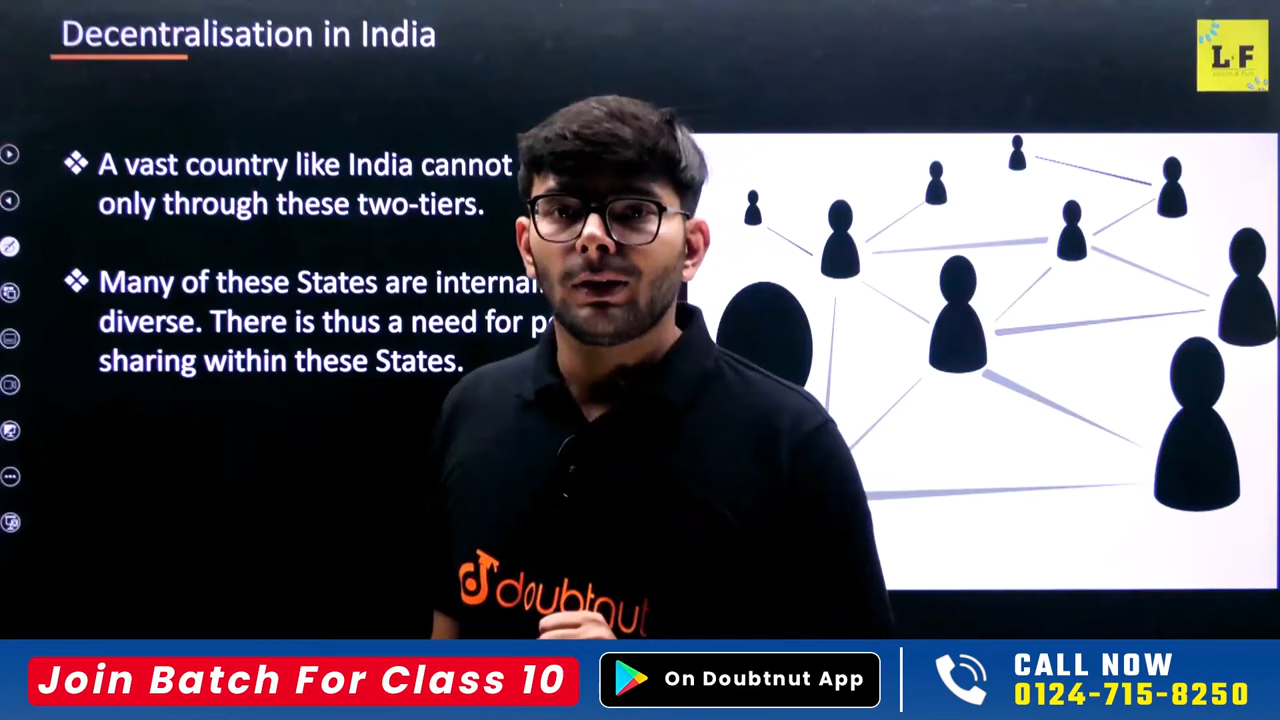 Decentralisation in India
L F
❖ A vast country like India cannot
only through these two-tiers.
❖ Many of these States are
diverse. There is thus a need for
sharing within these States.
doubtnut
Join Batch For Class 10
On Doubtnut App
CALL NOW
0124-715-8250